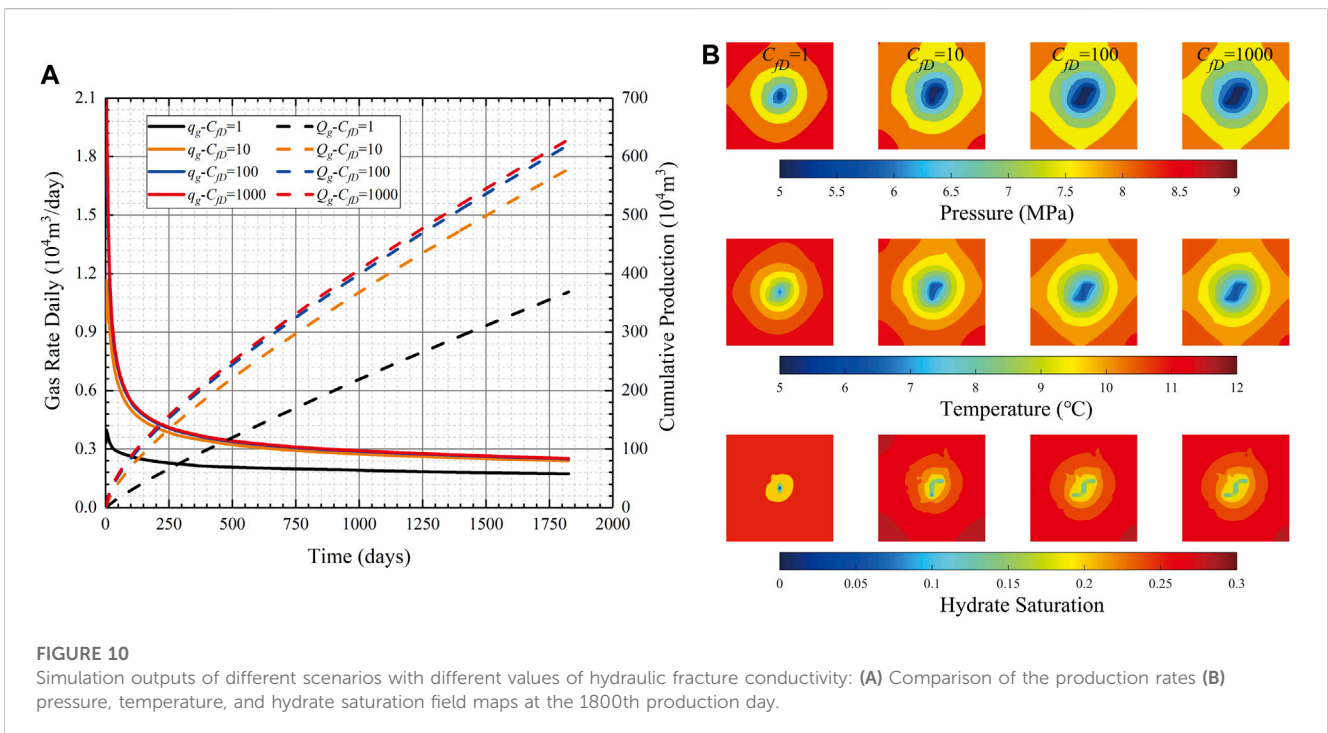 A
2.1
1.8
1.5
1.2
0.9
0.6
0.3
0.0
Gas Rate Daily (10⁴m³/day)
q_g-C_fD=1 Q_g-C_fD=1
q_g-C_fD=10 Q_g-C_fD=10
q_g-C_fD=100 Q_g-C_fD=100
q_g-C_fD=1000 Q_g-C_fD=1000
700
600
500
400
300
200
100
0
Cumulative Production (10⁴m³)
0 250 500 750 1000 1250 1500 1750 2000
Time (days)
B
C_fD=1 C_fD=10 C_fD=100 C_fD=1000
5 5.5 6 6.5 7 7.5 8 8.5 9
Pressure (MPa)
5 6 7 8 9 10 11 12
Temperature (℃)
0 0.05 0.1 0.15 0.2 0.25 0.3
Hydrate Saturation
FIGURE 10
Simulation outputs of different scenarios with different values of hydraulic fracture conductivity: (A) Comparison of the production rates (B)
pressure, temperature, and hydrate saturation field maps at the 1800th production day.